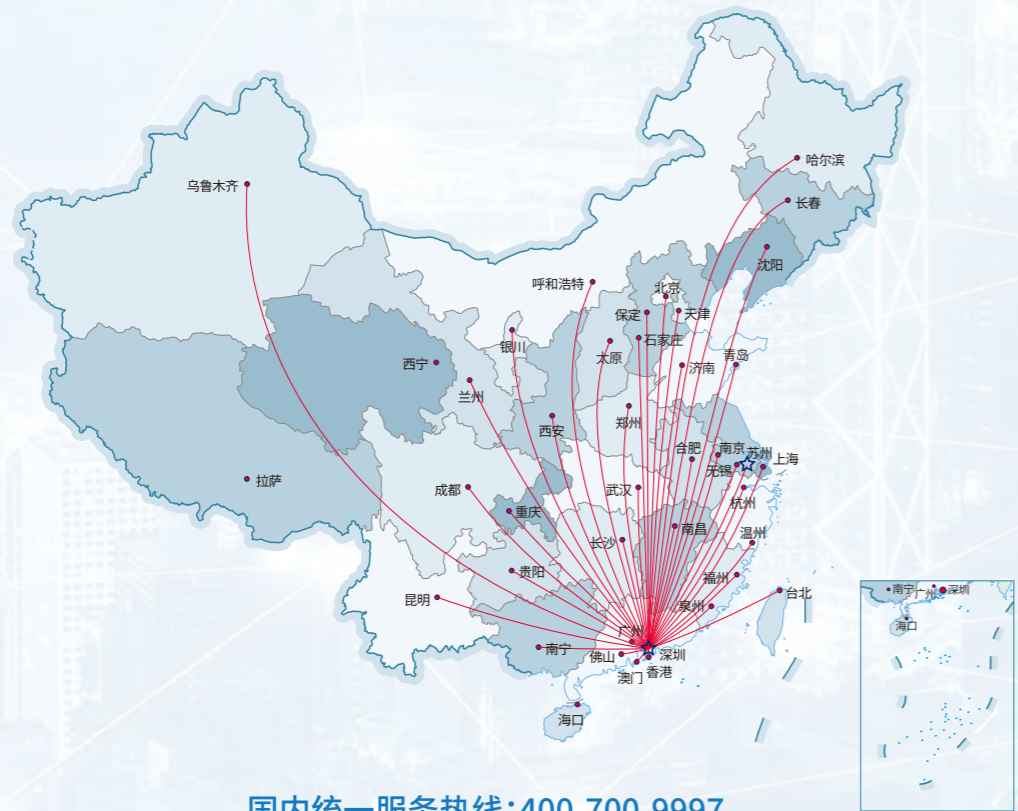 哈尔滨
乌鲁木齐
长春
沈阳
呼和浩特
北京
保定
天津
银川
石家庄
太原
青岛
西宁
济南
兰州
郑州
西安
合肥
南京
苏州
无锡
上海
拉萨
成都
武汉
杭州
重庆
南昌
温州
长沙
贵阳
福州
昆明
泉州
台北
广州
南宁
佛山
深圳
澳门
香港
海口
南宁
广州
深圳
海口
国内统一服务热线:400-700-9997